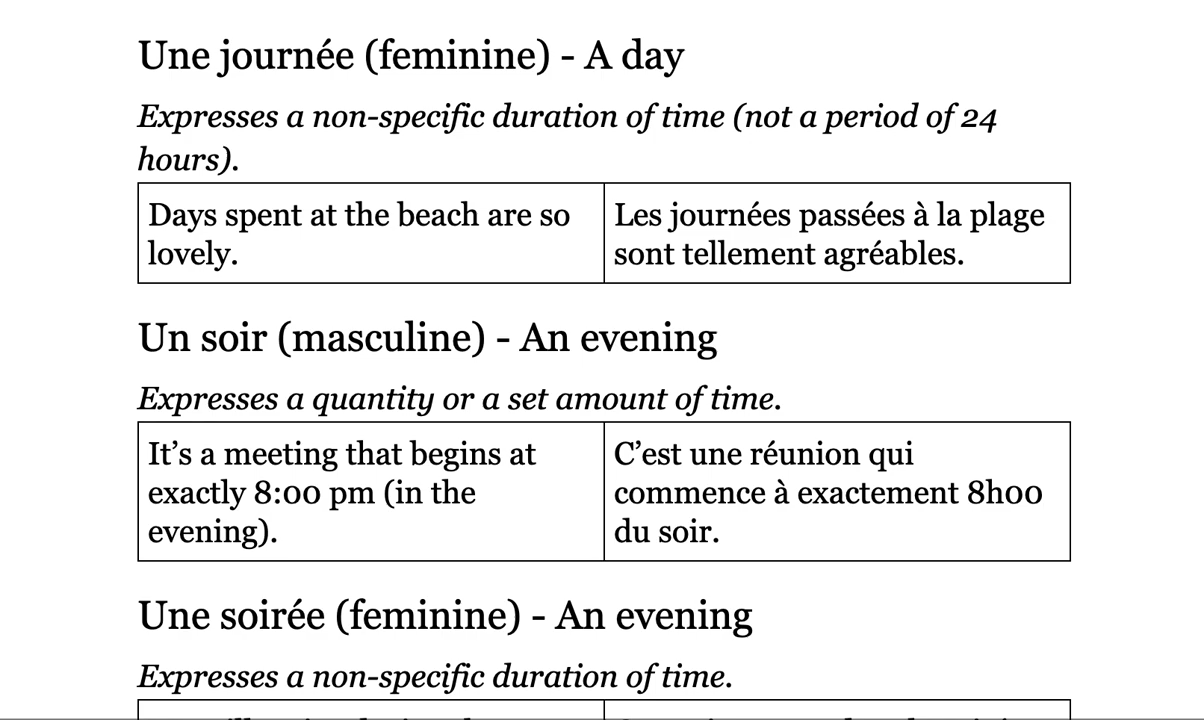 Une journée (feminine) - A day
Expresses a non-specific duration of time (not a period of 24
hours).
Days spent at the beach are so
lovely.
Les journées passées à la plage
sont tellement agréables.
Un soir (masculine) - An evening
Expresses a quantity or a set amount of time.
It’s a meeting that begins at
exactly 8:00 pm (in the
evening).
C’est une réunion qui
commence à exactement 8h00
du soir.
Une soirée (feminine) - An evening
Expresses a non-specific duration of time.